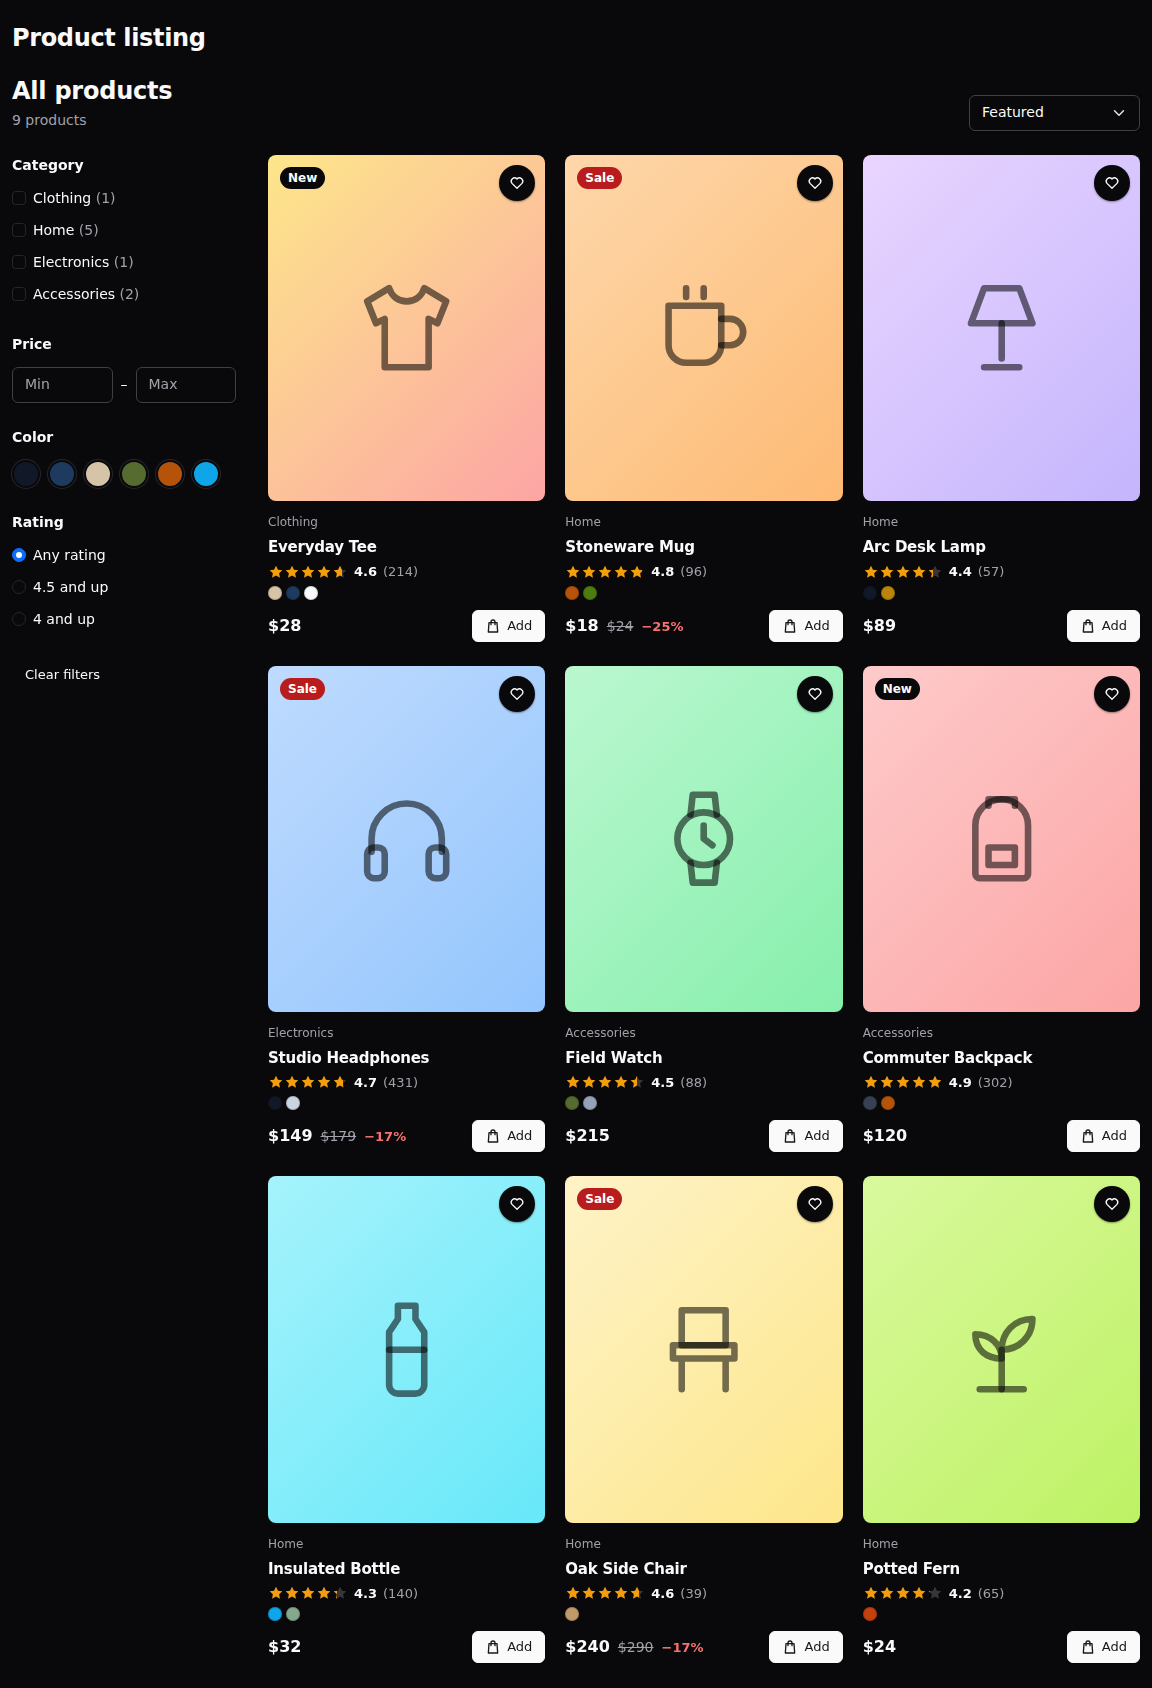 Product listing
All products
9 products
Featured
Category
Clothing (1)
Home (5)
Electronics (1)
Accessories (2)
Price
Min – Max
Color
Rating
Any rating
4.5 and up
4 and up
Clear filters
New
Clothing
Everyday Tee
4.6 (214)
$28 Add
Sale
Home
Stoneware Mug
4.8 (96)
$18 $24 −25% Add
Home
Arc Desk Lamp
4.4 (57)
$89 Add
Sale
Electronics
Studio Headphones
4.7 (431)
$149 $179 −17% Add
Accessories
Field Watch
4.5 (88)
$215 Add
New
Accessories
Commuter Backpack
4.9 (302)
$120 Add
Home
Insulated Bottle
4.3 (140)
$32 Add
Sale
Home
Oak Side Chair
4.6 (39)
$240 $290 −17% Add
Home
Potted Fern
4.2 (65)
$24 Add